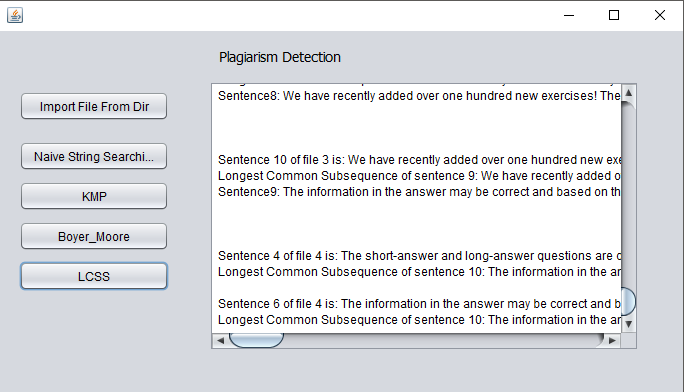 Plagiarism Detection
Import File From Dir
Naive String Searchi...
KMP
Boyer_Moore
LCSS
Sentence8: We have recently added over one hundred new exercises! The
Sentence 10 of file 3 is: We have recently added over one hundred new exe
Longest Common Subsequence of sentence 9: We have recently added o
Sentence9: The information in the answer may be correct and based on th
Sentence 4 of file 4 is: The short-answer and long-answer questions are c
Longest Common Subsequence of sentence 10: The information in the an
Sentence 6 of file 4 is: The information in the answer may be correct and b
Longest Common Subsequence of sentence 10: The information in the an